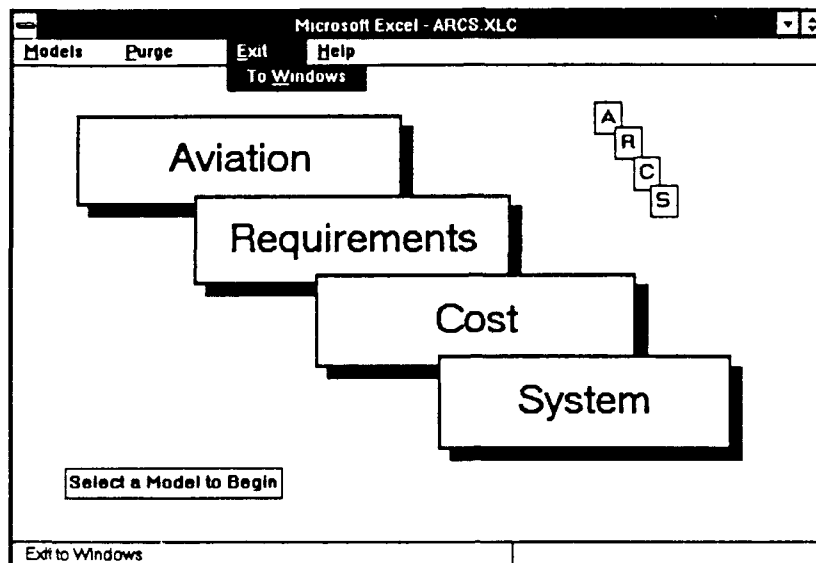 Microsoft Excel - ARCS.XLC
Models Purge Exit Help
To Windows
Aviation
Requirements
Cost
System
A
R
C
S
Select a Model to Begin
Exit to Windows